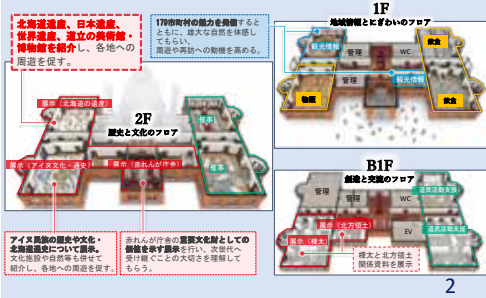 北海道遺産、日本遺産、
世界遺産、道立の美術館・
博物館を紹介し、各地への
周遊を促す。
179市町村の魅力を発信すると
ともに、雄大な自然を体感し
てもらい、
周遊や再訪への動機を高める。
1F
地域情報とにぎわいのフロア
観光情報
管理
WC
飲食
管理
観光情報
物販
飲食
2F
歴史と文化のフロア
展示（北海道の遺産）
催事
展示（アイヌ文化・通史）
展示（赤れんが庁舎）
催事
アイヌ民族の歴史や文化・
北海道通史について展示。
文化施設や自然等も併せて
紹介し、各地への周遊を促す。
赤れんが庁舎の重要文化財としての
価値を示す展示を行い、次世代へ
受け継ぐことの大切さを理解して
もらう。
B1F
創造と交流のフロア
管理
管理
WC
道民活動支援
展示（北方領土）
EV
道民活動支援
展示（樺太）
樺太と北方領土
関係資料を展示
2